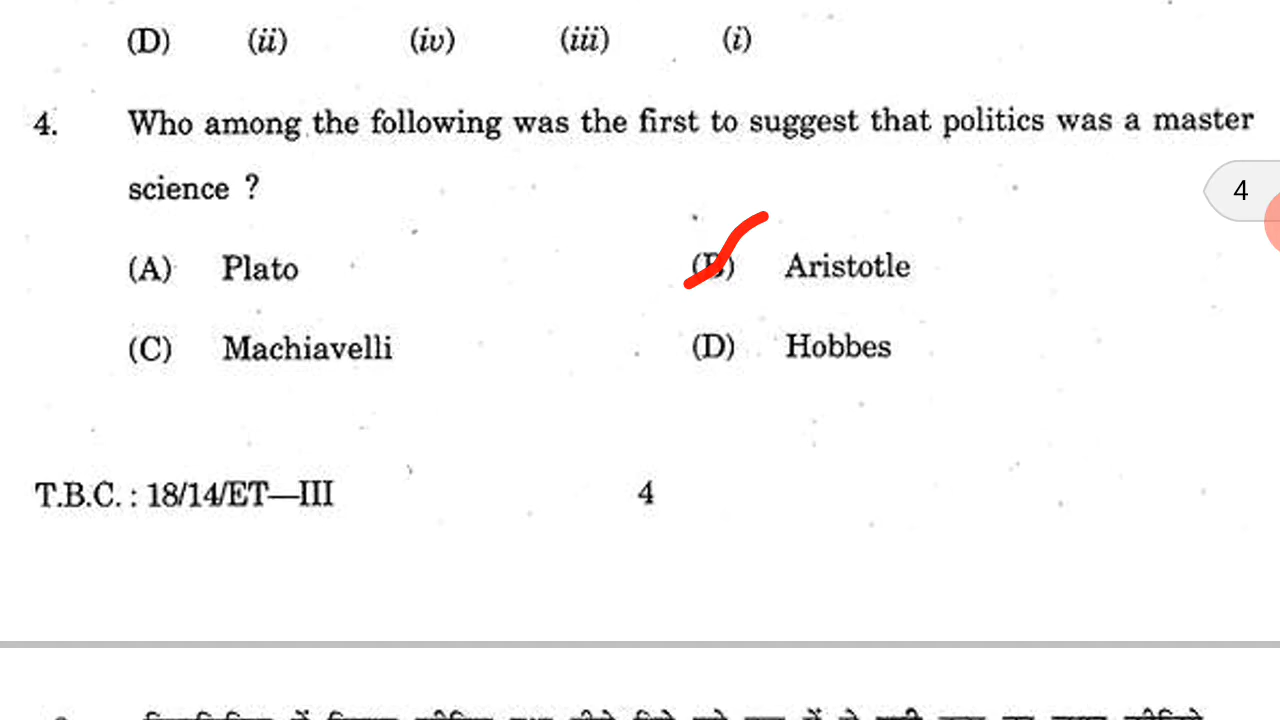 (D) (ii) (iv) (iii) (i)
4. Who among the following was the first to suggest that politics was a master
science ?
4
(A) Plato (B) Aristotle
(C) Machiavelli (D) Hobbes
T.B.C. : 18/14/ET—III 4